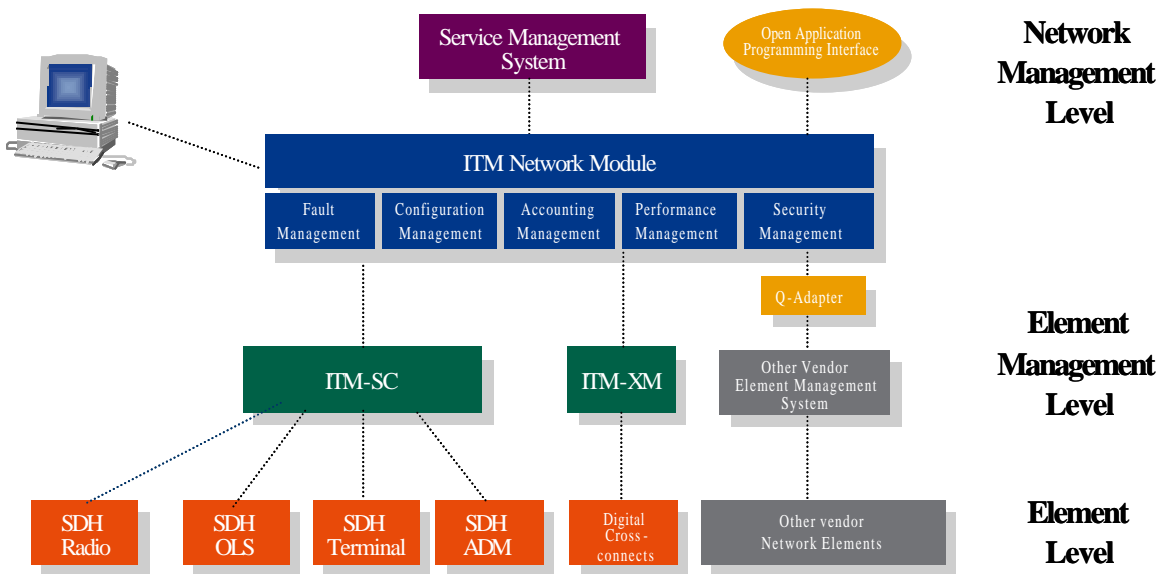 Service Management
System
Open Application
Programming Interface
Network
Management
Level
ITM Network Module
Fault
Management
Configuration
Management
Accounting
Management
Performance
Management
Security
Management
Q-Adapter
ITM-SC
ITM-XM
Other Vendor
Element Management
System
Element
Management
Level
SDH
Radio
SDH
OLS
SDH
Terminal
SDH
ADM
Digital
Cross-
connects
Other vendor
Network Elements
Element
Level